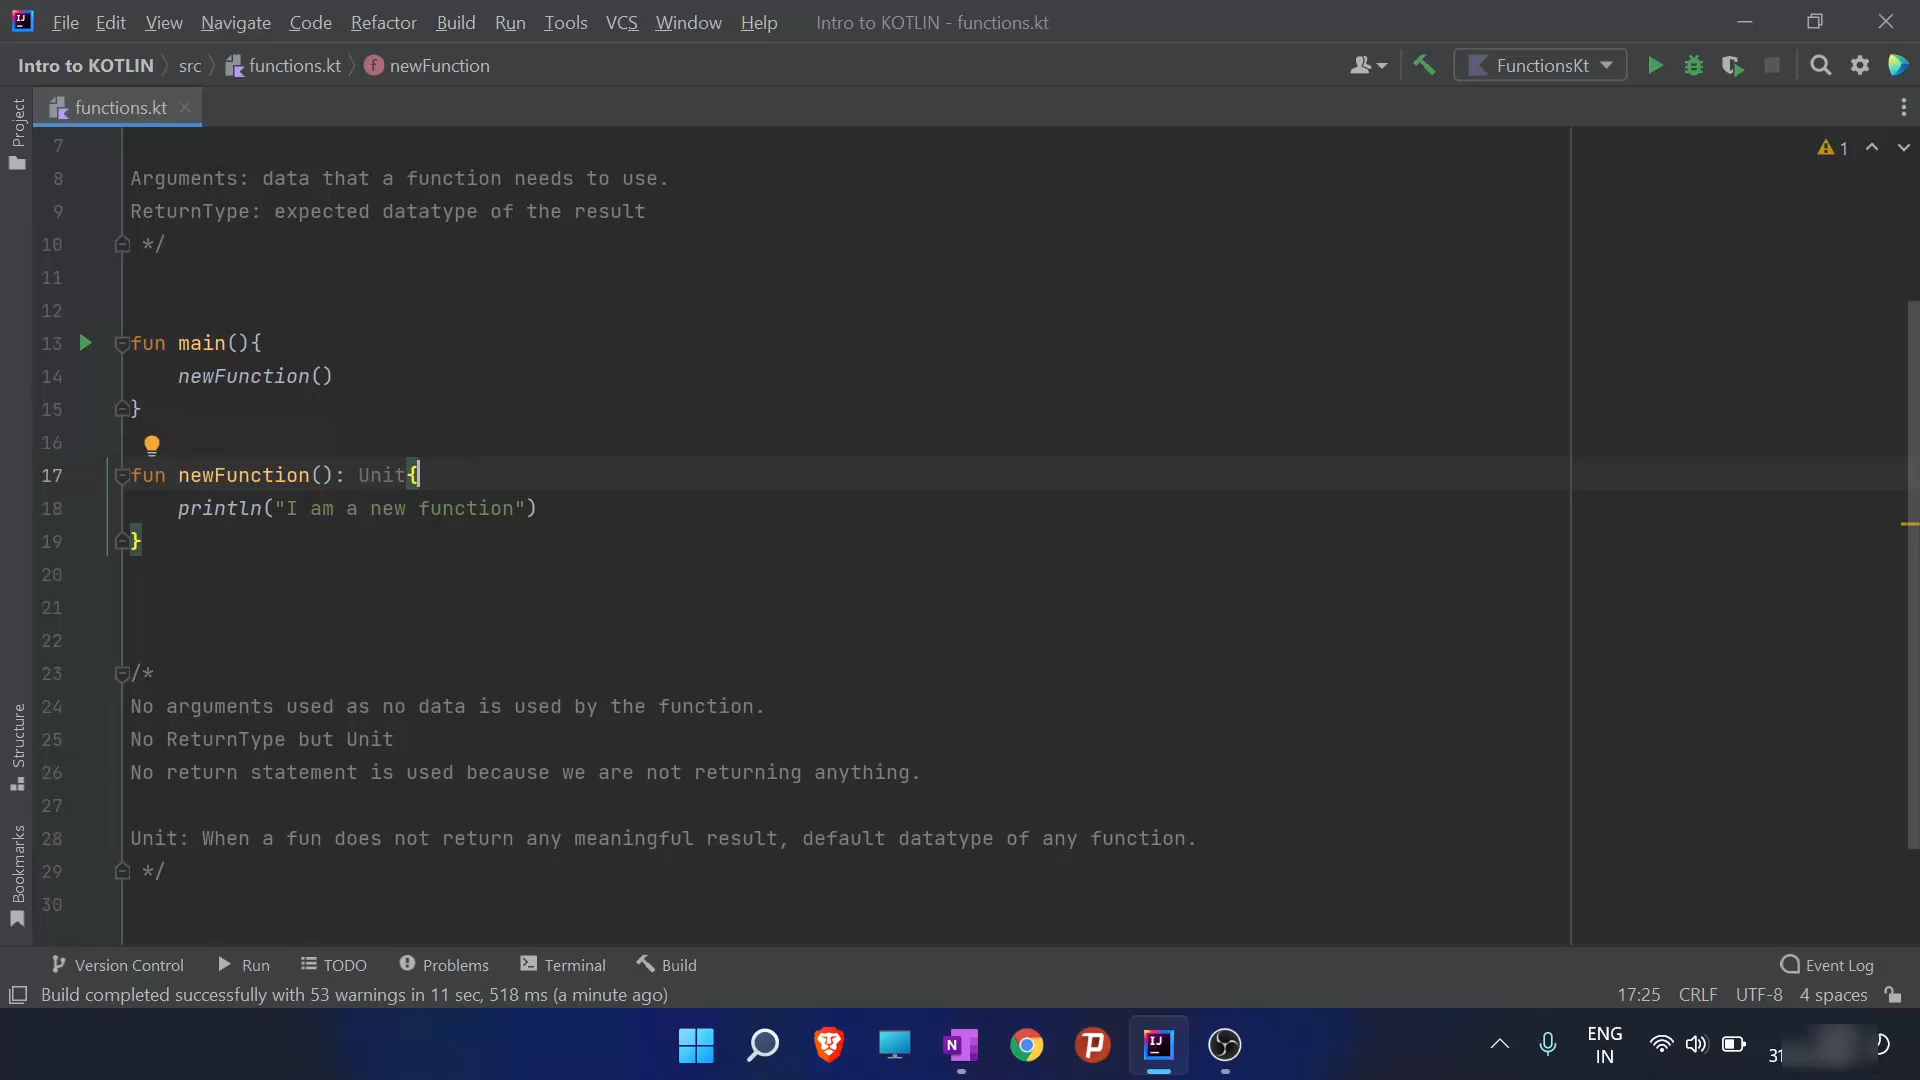 File Edit View Navigate Code Refactor Build Run Tools VCS Window Help Intro to KOTLIN - functions.kt
Intro to KOTLIN src functions.kt newFunction FunctionsKt
functions.kt
Project
1
7
8 Arguments: data that a function needs to use.
9 ReturnType: expected datatype of the result
10 */
11
12
13 fun main(){
14 newFunction()
15 }
16
17 fun newFunction(): Unit{
18 println("I am a new function")
19 }
20
21
22
23 /*
24 No arguments used as no data is used by the function.
25 No ReturnType but Unit
26 No return statement is used because we are not returning anything.
27
28 Unit: When a fun does not return any meaningful result, default datatype of any function.
29 */
30
Structure
Bookmarks
Version Control Run TODO Problems Terminal Build Event Log
Build completed successfully with 53 warnings in 11 sec, 518 ms (a minute ago) 17:25 CRLF UTF-8 4 spaces
ENG
IN
31